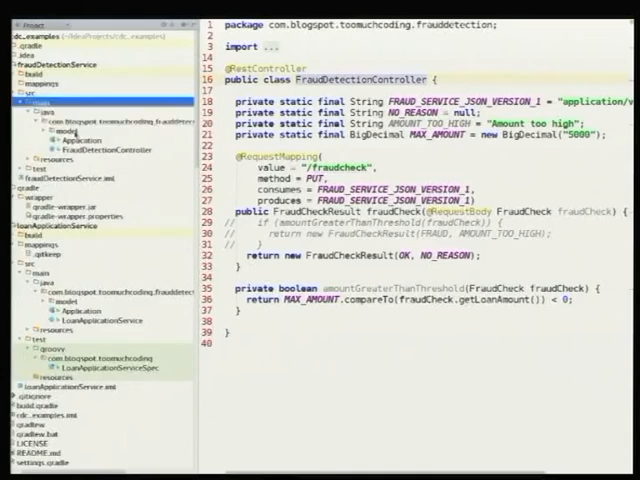 Project
cdc_examples (~/IdeaProjects/cdc_examples)
.gradle
.idea
fraudDetectionService
build
mappings
src
main
java
com.blogspot.toomuchcoding.frauddetect
model
Application
FraudDetectionController
resources
test
fraudDetectionService.iml
gradle
wrapper
gradle-wrapper.jar
gradle-wrapper.properties
loanApplicationService
build
mappings
.gitkeep
src
main
java
com.blogspot.toomuchcoding.frauddetect
model
Application
LoanApplicationService
resources
test
groovy
com.blogspot.toomuchcoding
LoanApplicationServiceSpec
resources
loanApplicationService.iml
.gitignore
build.gradle
cdc_examples.iml
gradlew
gradlew.bat
LICENSE
README.md
settings.gradle
1 package com.blogspot.toomuchcoding.frauddetection;
2
3 import ...
15 @RestController
16 public class FraudDetectionController {
17
18 private static final String FRAUD_SERVICE_JSON_VERSION_1 = "application/v
19 private static final String NO_REASON = null;
20 private static final String AMOUNT_TOO_HIGH = "Amount too high";
21 private static final BigDecimal MAX_AMOUNT = new BigDecimal("5000");
22
23 @RequestMapping(
24 value = "/fraudcheck",
25 method = PUT,
26 consumes = FRAUD_SERVICE_JSON_VERSION_1,
27 produces = FRAUD_SERVICE_JSON_VERSION_1)
28 public FraudCheckResult fraudCheck(@RequestBody FraudCheck fraudCheck) {
29 // if (amountGreaterThanThreshold(fraudCheck)) {
30 // return new FraudCheckResult(FRAUD, AMOUNT_TOO_HIGH);
31 // }
32 return new FraudCheckResult(OK, NO_REASON);
33 }
34
35 private boolean amountGreaterThanThreshold(FraudCheck fraudCheck) {
36 return MAX_AMOUNT.compareTo(fraudCheck.getLoanAmount()) < 0;
37 }
38
39 }
40